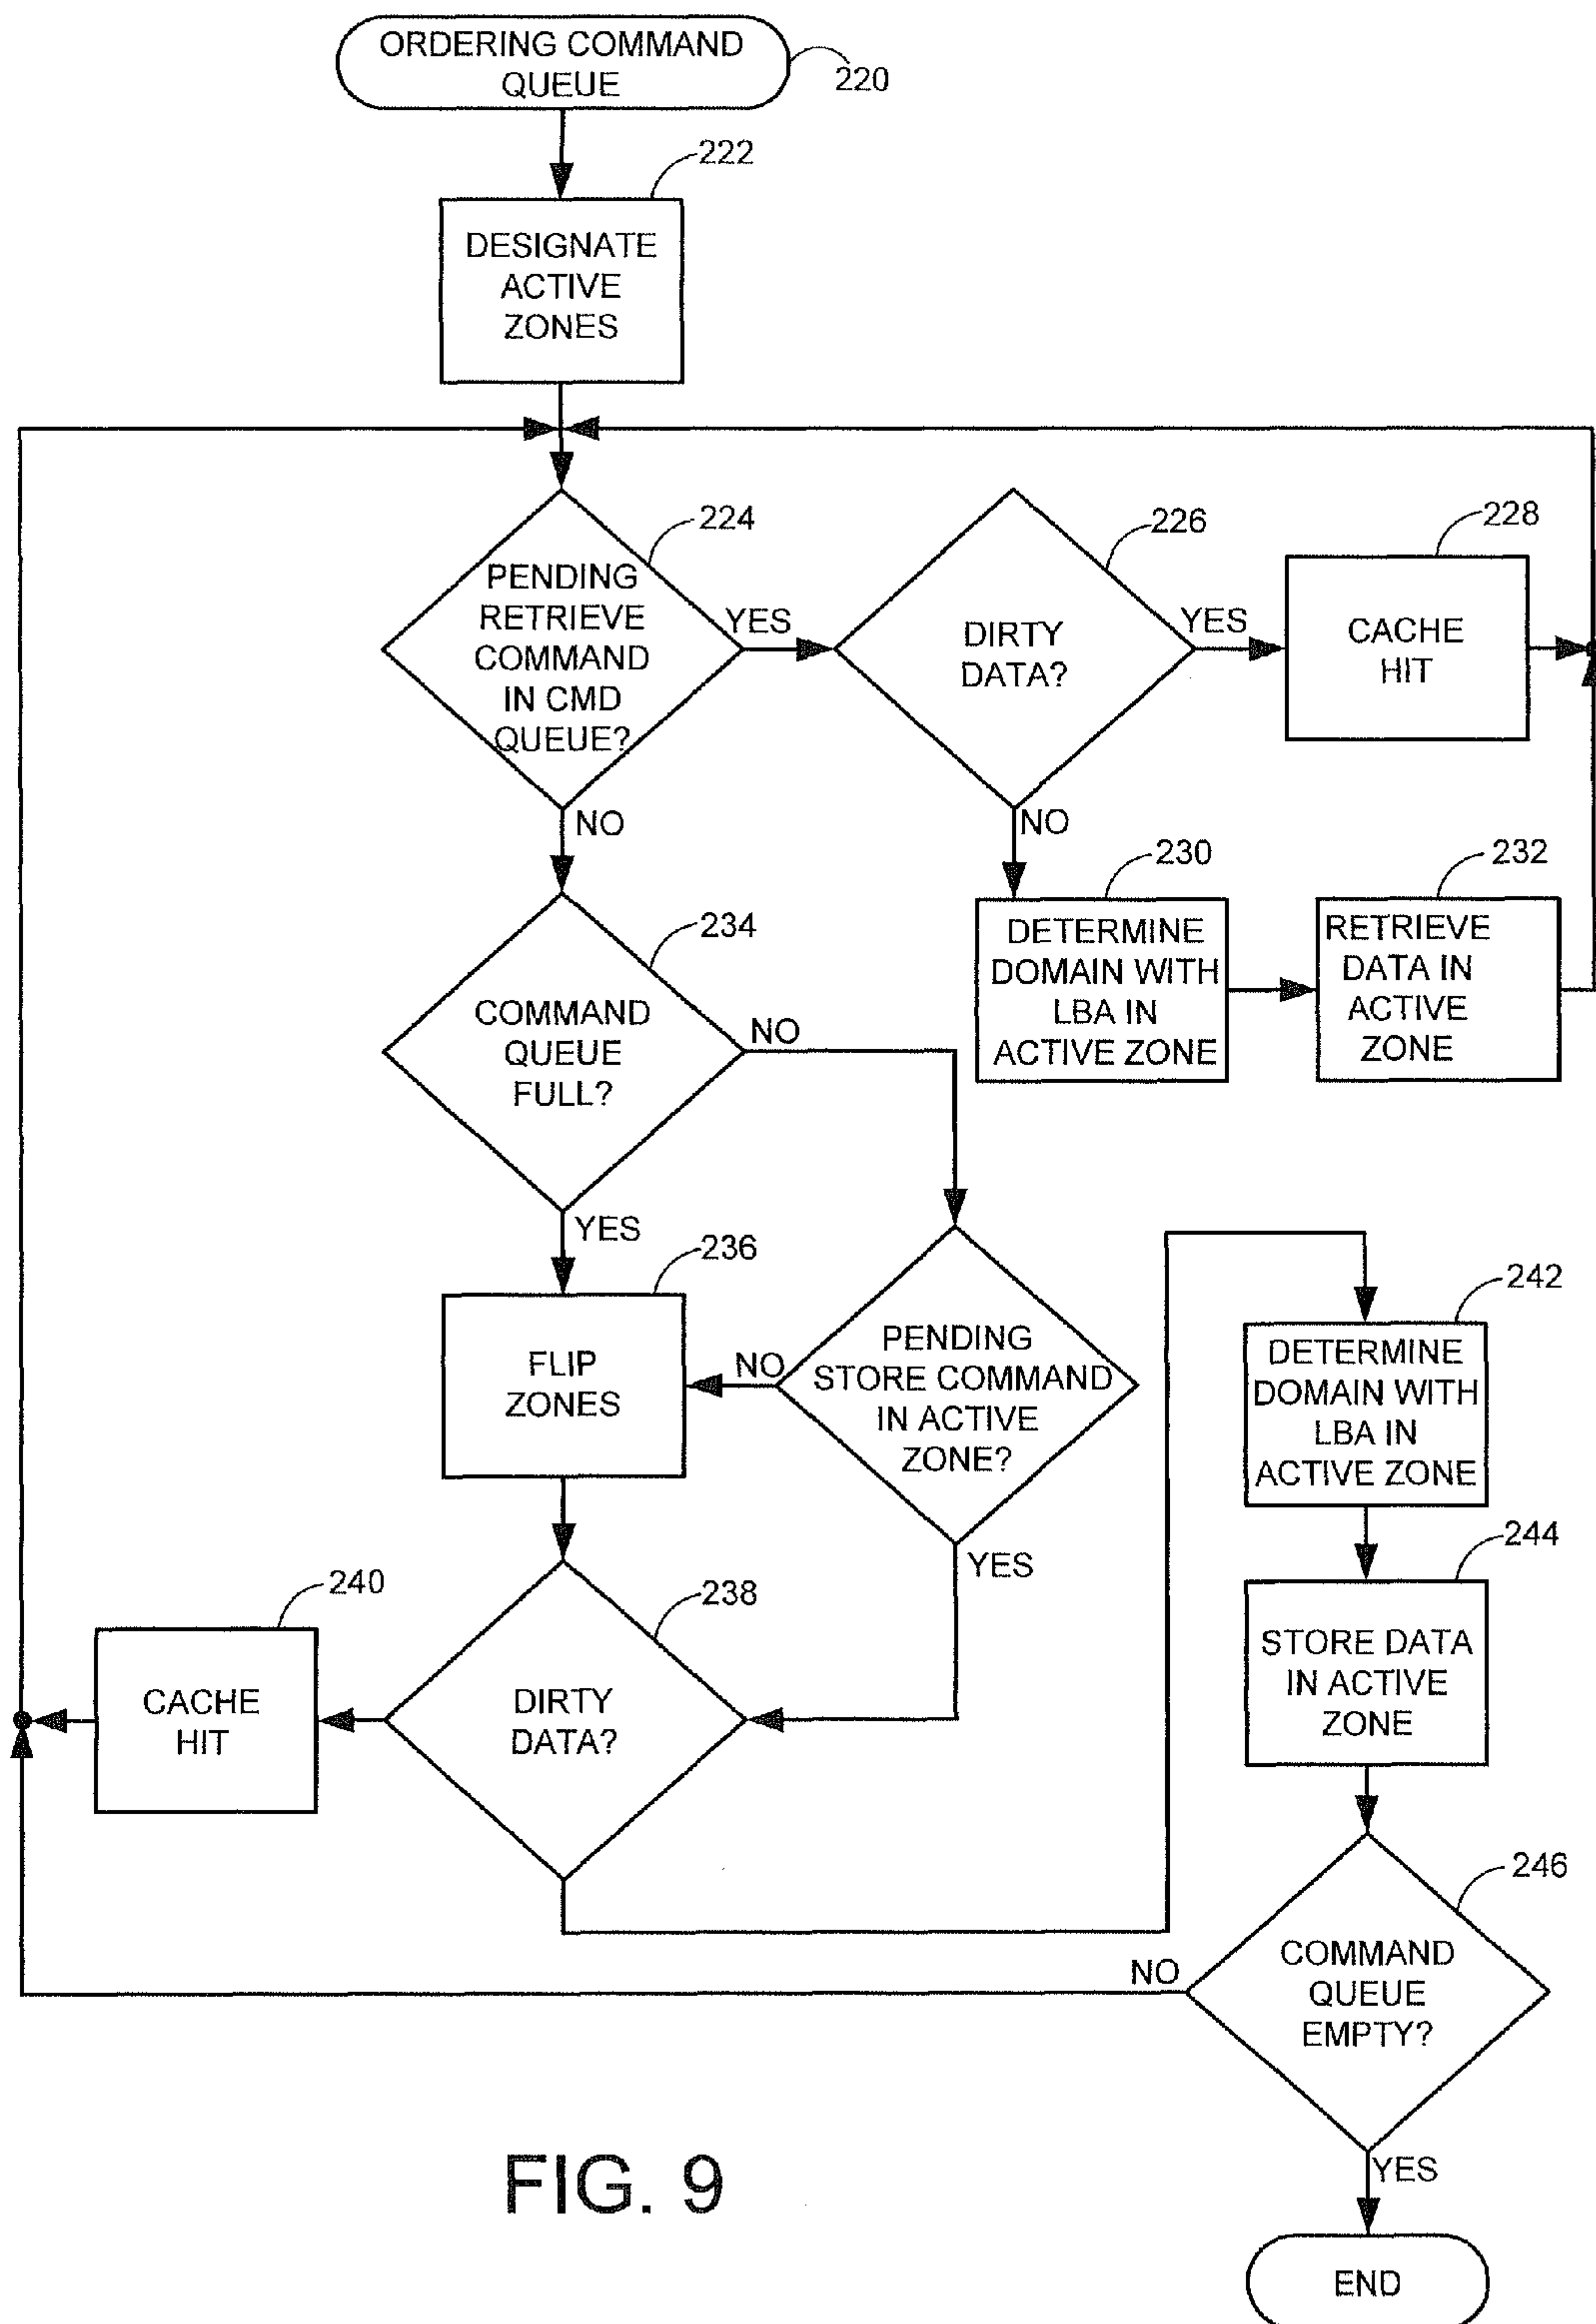 ORDERING COMMAND
QUEUE
220
222
DESIGNATE
ACTIVE
ZONES
224
PENDING
RETRIEVE
COMMAND
IN CMD
QUEUE?
YES
NO
226
DIRTY
DATA?
YES
NO
228
CACHE
HIT
230
DETERMINE
DOMAIN WITH
LBA IN
ACTIVE ZONE
232
RETRIEVE
DATA IN
ACTIVE
ZONE
234
COMMAND
QUEUE
FULL?
NO
YES
236
FLIP
ZONES
PENDING
STORE COMMAND
IN ACTIVE
ZONE?
NO
YES
238
DIRTY
DATA?
240
CACHE
HIT
242
DETERMINE
DOMAIN WITH
LBA IN
ACTIVE ZONE
244
STORE DATA
IN ACTIVE
ZONE
246
COMMAND
QUEUE
EMPTY?
NO
YES
END
FIG. 9